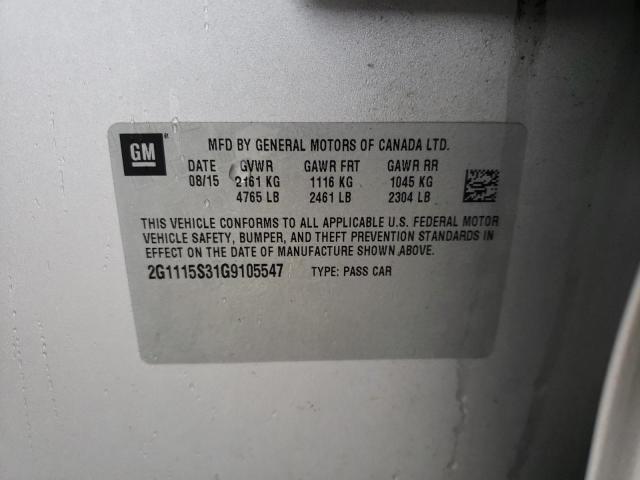 GM
MFD BY GENERAL MOTORS OF CANADA LTD.
DATE GVWR GAWR FRT GAWR RR
08/15 2161 KG 1116 KG 1045 KG
4765 LB 2461 LB 2304 LB
THIS VEHICLE CONFORMS TO ALL APPLICABLE U.S. FEDERAL MOTOR
VEHICLE SAFETY, BUMPER, AND THEFT PREVENTION STANDARDS IN
EFFECT ON THE DATE OF MANUFACTURE SHOWN ABOVE.
2G1115S31G9105547 TYPE: PASS CAR